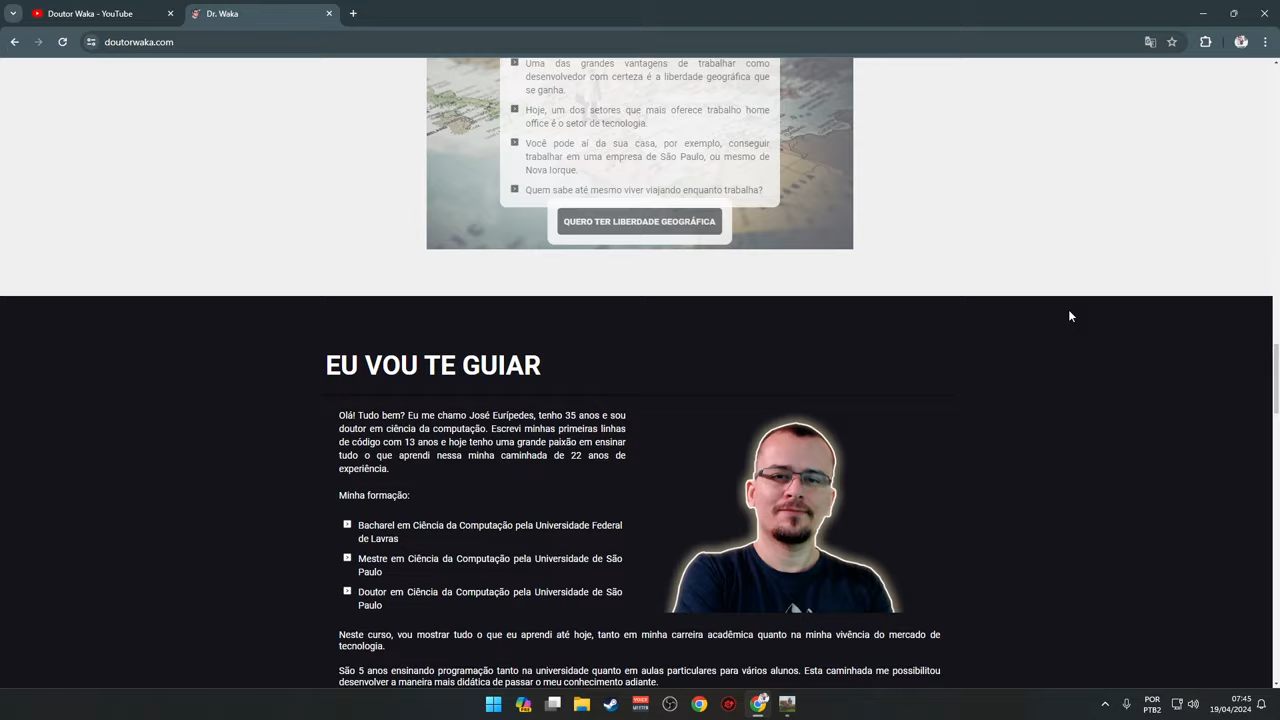 Doutor Waka - YouTube
Dr. Waka
doutorwaka.com
Uma das grandes vantagens de trabalhar como
desenvolvedor com certeza é a liberdade geográfica que
se ganha.
Hoje, um dos setores que mais oferece trabalho home
office é o setor de tecnologia.
Você pode aí da sua casa, por exemplo, conseguir
trabalhar em uma empresa de São Paulo, ou mesmo de
Nova Iorque.
Quem sabe até mesmo viver viajando enquanto trabalha?
QUERO TER LIBERDADE GEOGRÁFICA
EU VOU TE GUIAR
Olá! Tudo bem? Eu me chamo José Eurípedes, tenho 35 anos e sou
doutor em ciência da computação. Escrevi minhas primeiras linhas
de código com 13 anos e hoje tenho uma grande paixão em ensinar
tudo o que aprendi nessa minha caminhada de 22 anos de
experiência.
Minha formação:
Bacharel em Ciência da Computação pela Universidade Federal
de Lavras
Mestre em Ciência da Computação pela Universidade de São
Paulo
Doutor em Ciência da Computação pela Universidade de São
Paulo
Neste curso, vou mostrar tudo o que eu aprendi até hoje, tanto em minha carreira acadêmica quanto na minha vivência do mercado de
tecnologia.
São 5 anos ensinando programação tanto na universidade quanto em aulas particulares para vários alunos. Esta caminhada me possibilitou
desenvolver a maneira mais didática de passar o meu conhecimento adiante.
POR
PTB2
07:45
19/04/2024